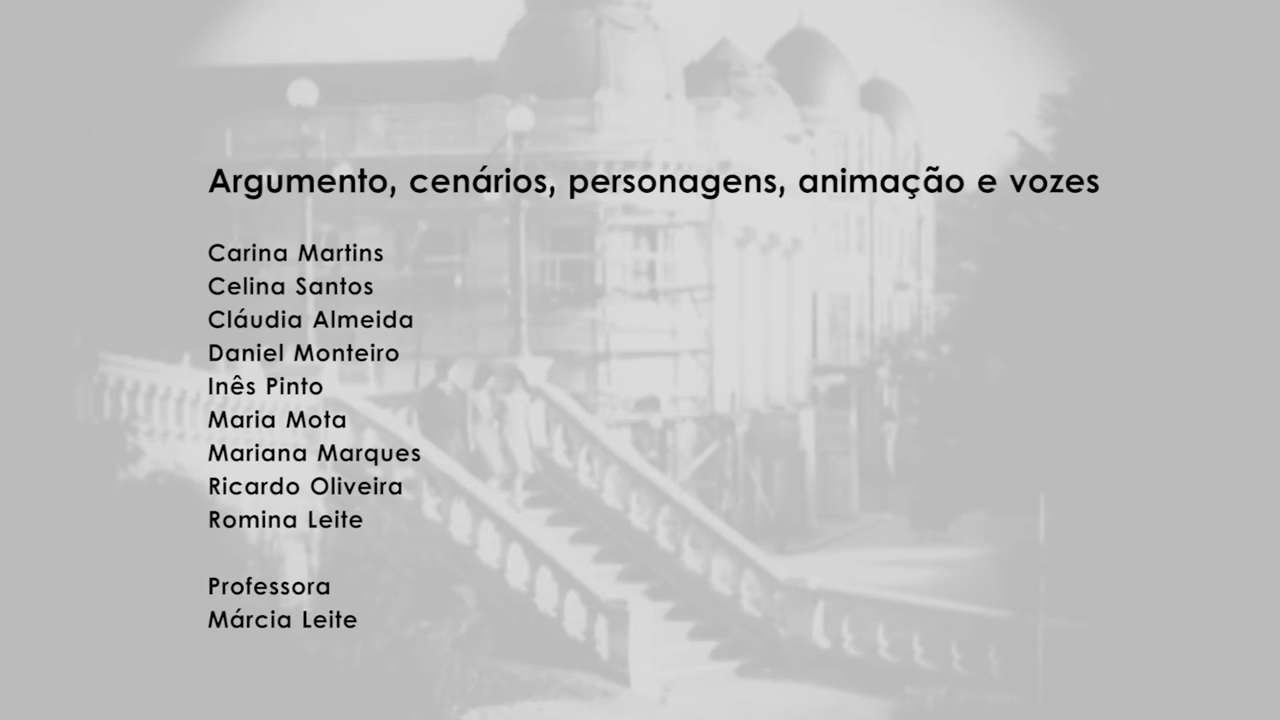 Argumento, cenários, personagens, animação e vozes
Carina Martins
Celina Santos
Cláudia Almeida
Daniel Monteiro
Inês Pinto
Maria Mota
Mariana Marques
Ricardo Oliveira
Romina Leite
Professora
Márcia Leite